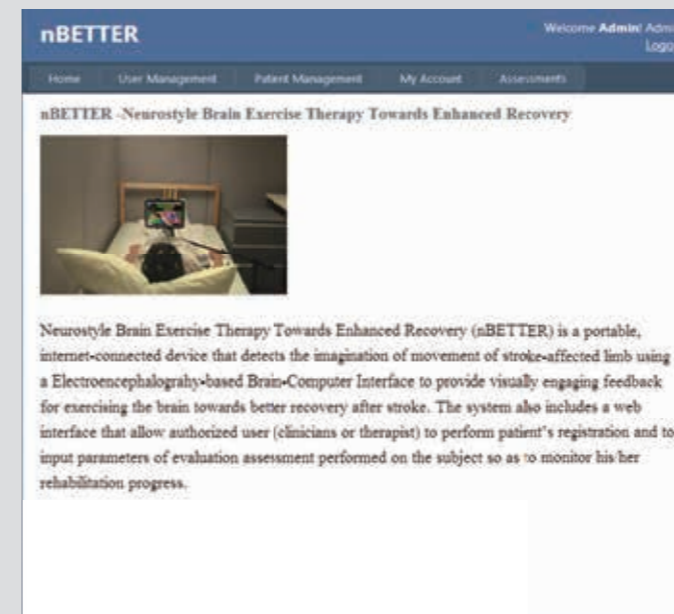 nBETTER
Welcome Admin! Admi
Logo
Home User Management Patient Management My Account Assessments
nBETTER -Neurostyle Brain Exercise Therapy Towards Enhanced Recovery
Neurostyle Brain Exercise Therapy Towards Enhanced Recovery (nBETTER) is a portable,
internet-connected device that detects the imagination of movement of stroke-affected limb using
a Electroencephalograhy-based Brain-Computer Interface to provide visually engaging feedback
for exercising the brain towards better recovery after stroke. The system also includes a web
interface that allow authorized user (clinicians or therapist) to perform patient's registration and to
input parameters of evaluation assessment performed on the subject so as to monitor his/her
rehabilitation progress.